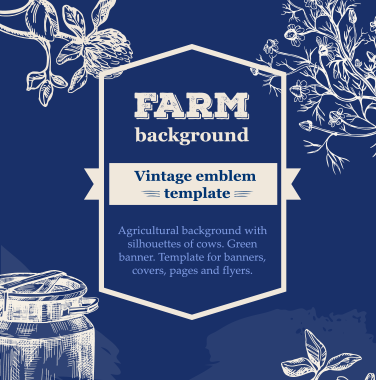 FARM
background
Vintage emblem
template
Agricultural background with
silhouettes of cows. Green
banner. Template for banners,
covers, pages and flyers.